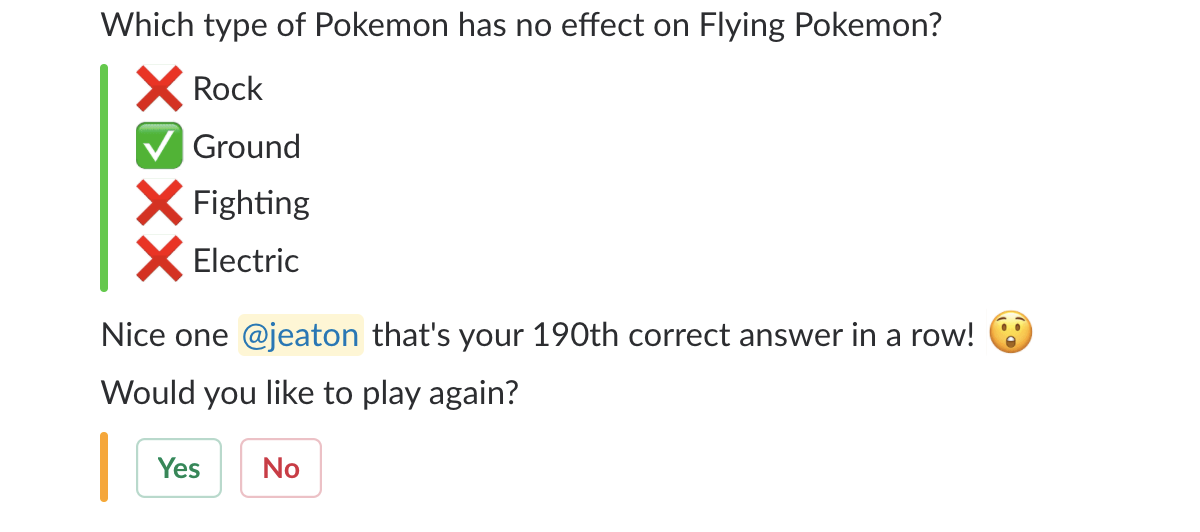 Which type of Pokemon has no effect on Flying Pokemon?
❌ Rock
✅ Ground
❌ Fighting
❌ Electric
Nice one @jeaton that's your 190th correct answer in a row! 😲
Would you like to play again?
Yes No